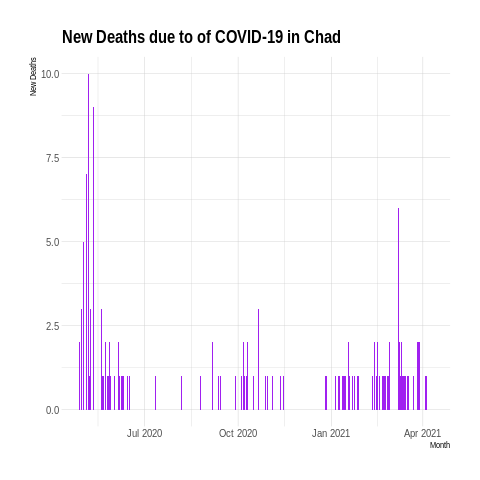 New Deaths due to of COVID-19 in Chad
New Deaths
10.0
7.5
5.0
2.5
0.0
Jul 2020 Oct 2020 Jan 2021 Apr 2021
Month